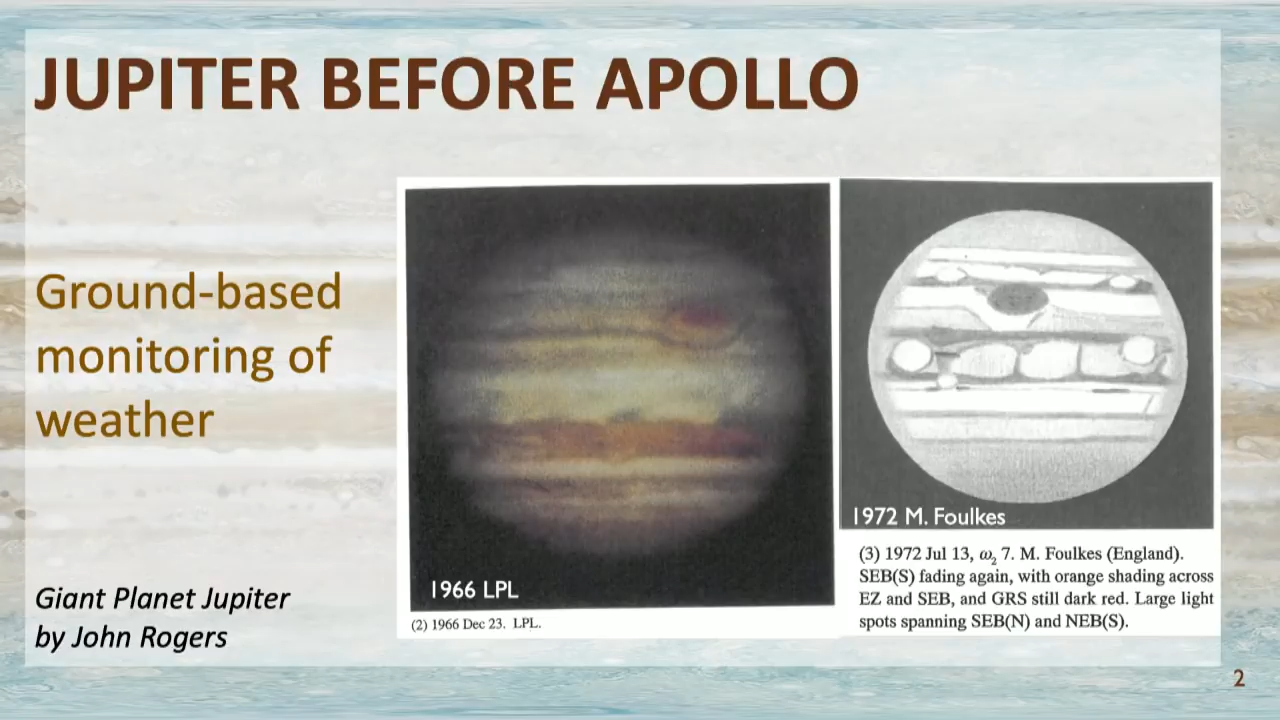 JUPITER BEFORE APOLLO
Ground-based
monitoring of
weather
Giant Planet Jupiter
by John Rogers
1966 LPL
(2) 1966 Dec 23. LPL.
1972 M. Foulkes
(3) 1972 Jul 13, ω₂ 7. M. Foulkes (England).
SEB(S) fading again, with orange shading across
EZ and SEB, and GRS still dark red. Large light
spots spanning SEB(N) and NEB(S).
2